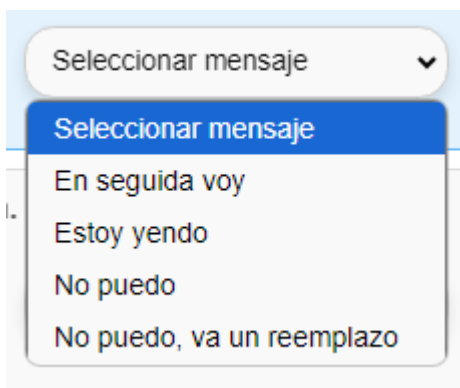 Seleccionar mensaje
Seleccionar mensaje
En seguida voy
Estoy yendo
No puedo
No puedo, va un reemplazo